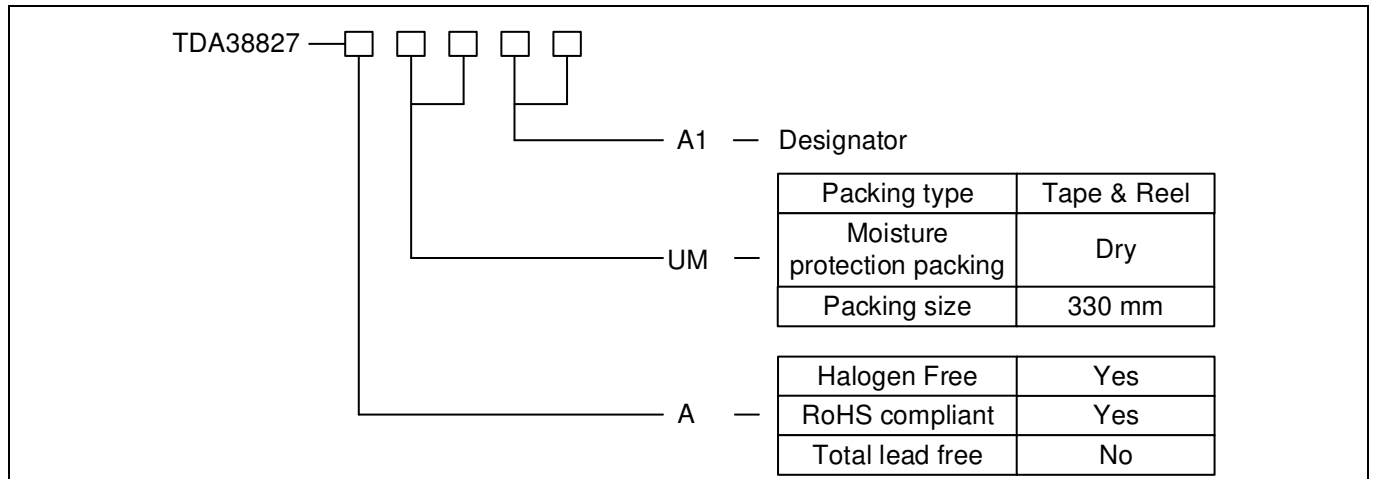 TDA38827
A1 — Designator
Packing type Tape & Reel
Moisture
protection packing Dry
UM —
Packing size 330 mm
Halogen Free Yes
A — RoHS compliant Yes
Total lead free No